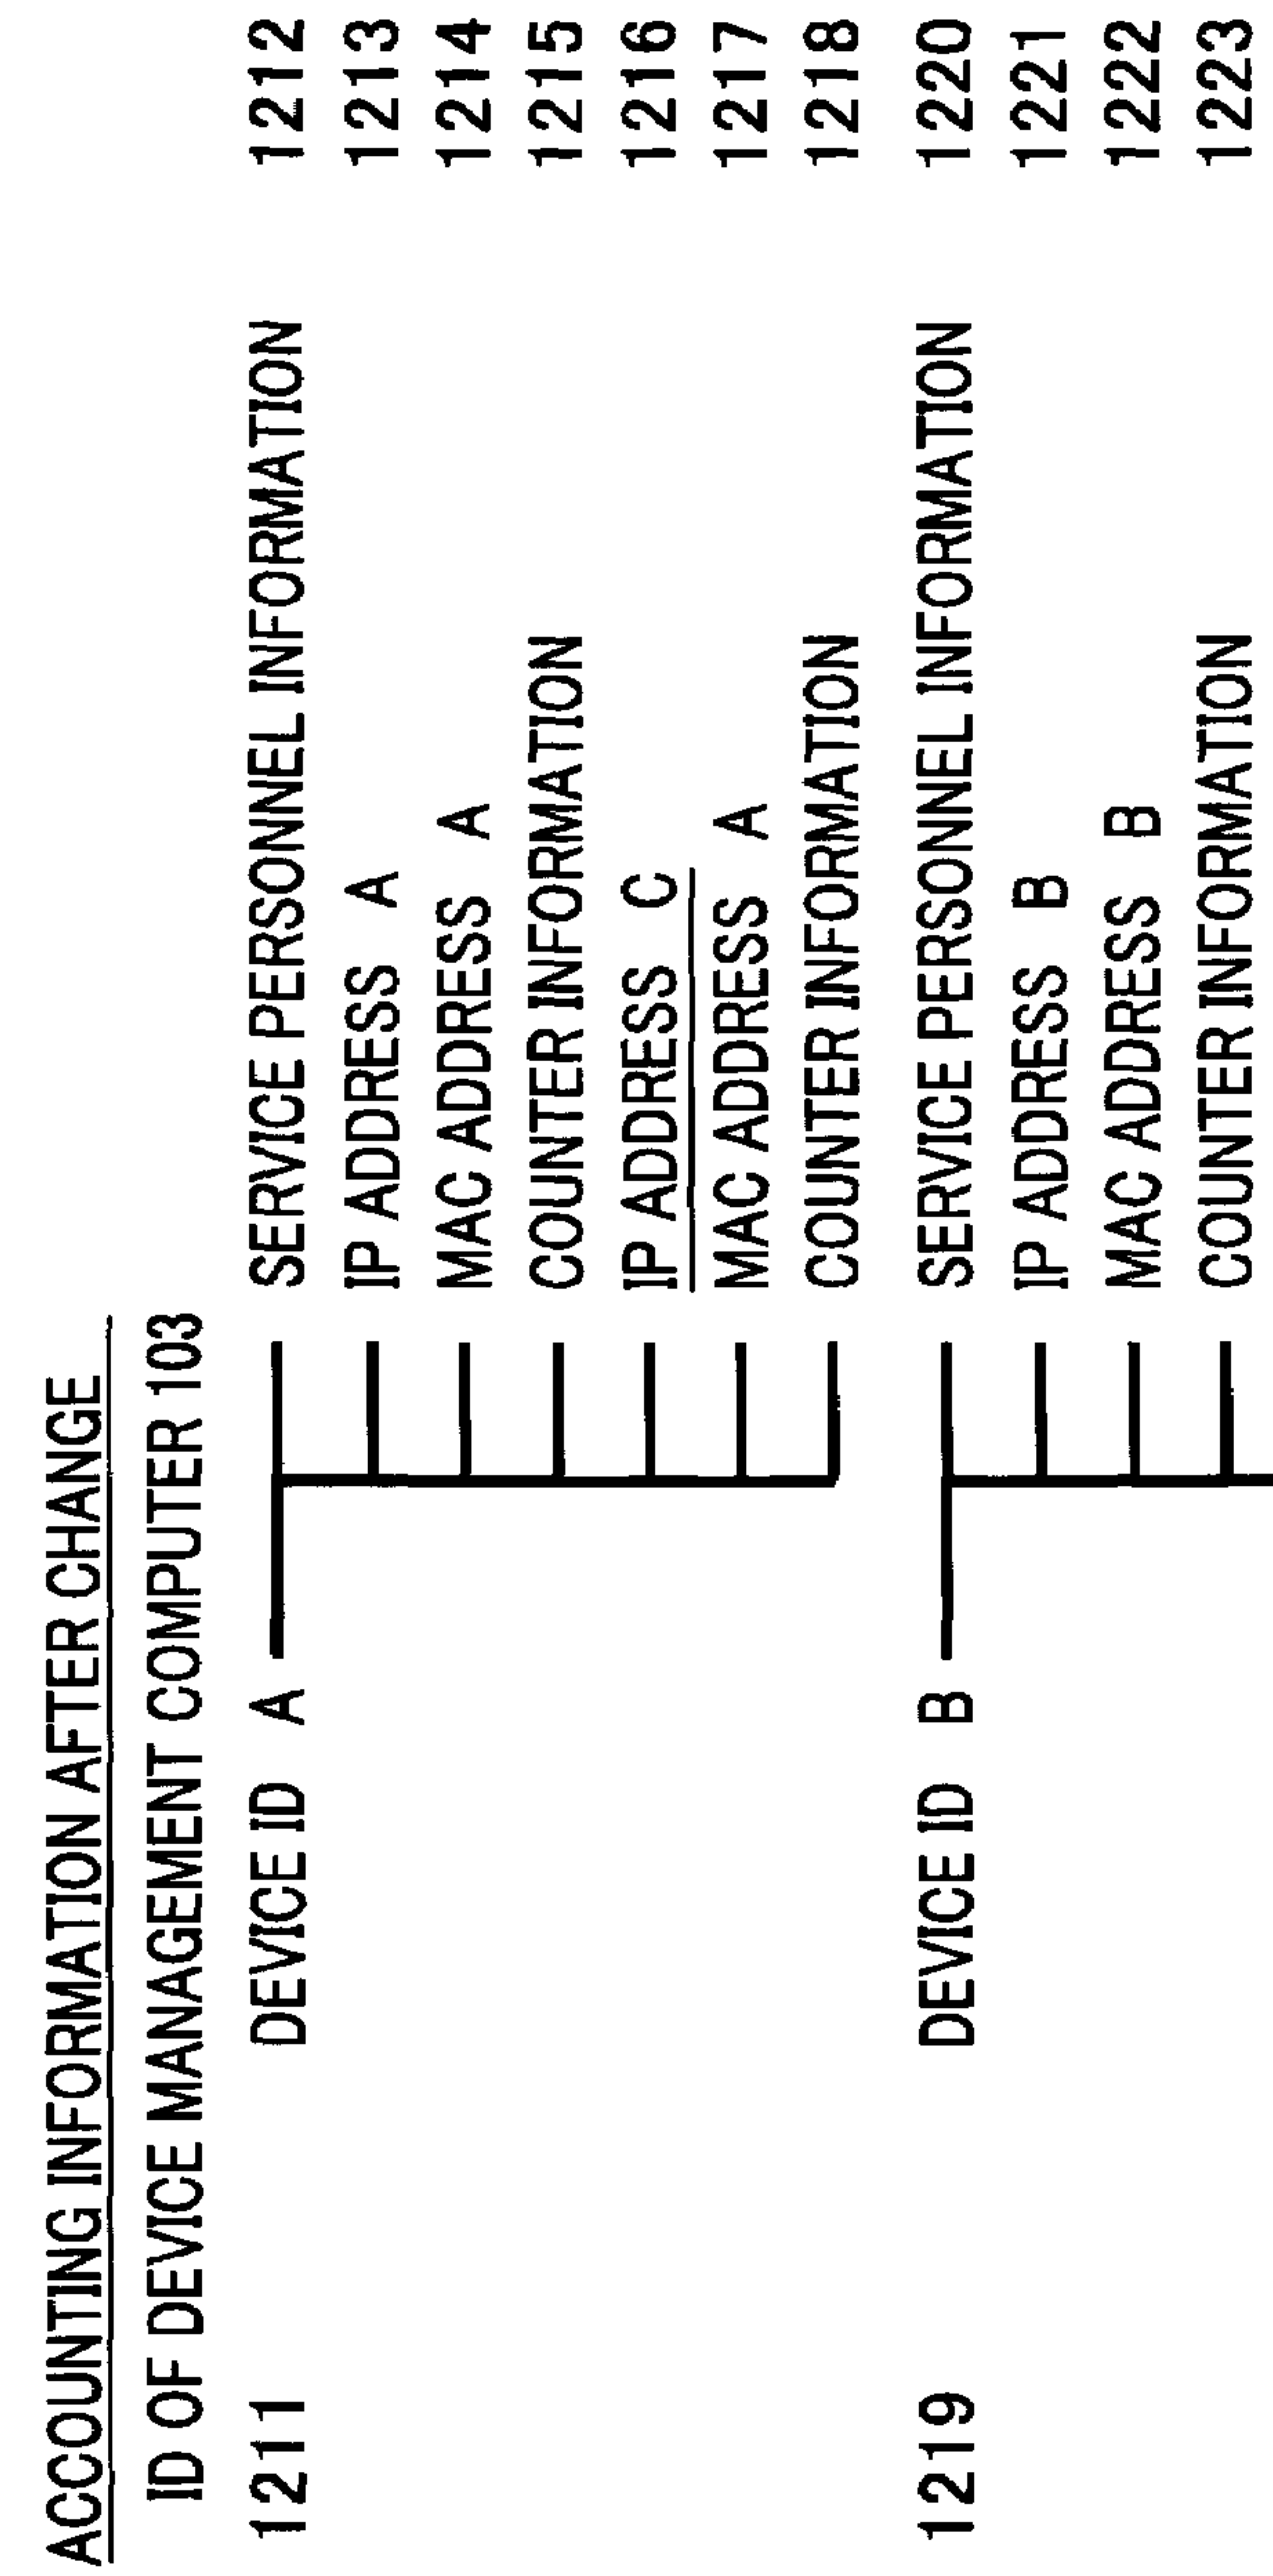 ACCOUNTING INFORMATION AFTER CHANGE
ID OF DEVICE MANAGEMENT COMPUTER 103
1211 DEVICE ID A SERVICE PERSONNEL INFORMATION 1212
IP ADDRESS A 1213
MAC ADDRESS A 1214
COUNTER INFORMATION 1215
IP ADDRESS C 1216
MAC ADDRESS A 1217
COUNTER INFORMATION 1218
1219 DEVICE ID B SERVICE PERSONNEL INFORMATION 1220
IP ADDRESS B 1221
MAC ADDRESS B 1222
COUNTER INFORMATION 1223